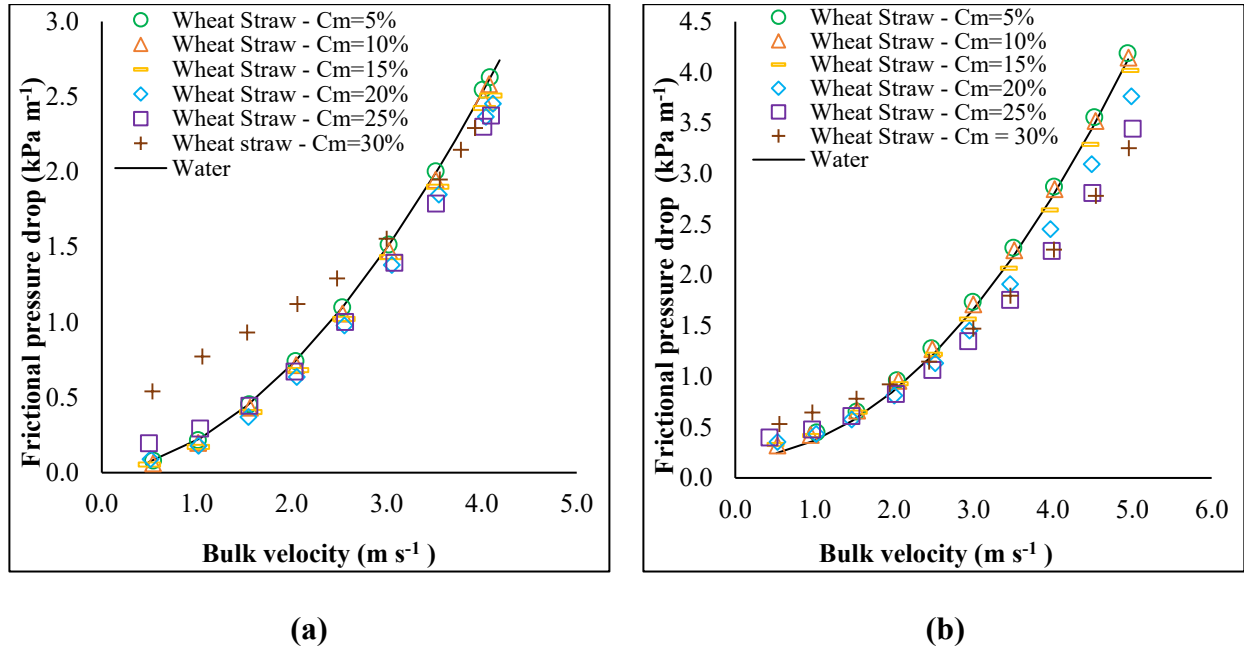 Wheat Straw - Cm=5%
Wheat Straw - Cm=10%
Wheat Straw - Cm=15%
Wheat Straw - Cm=20%
Wheat Straw - Cm=25%
Wheat straw - Cm=30%
Water
Frictional pressure drop (kPa m-1)
3.0
2.5
2.0
1.5
1.0
0.5
0.0
0.0 1.0 2.0 3.0 4.0 5.0
Bulk velocity (m s-1 )
(a)
Wheat Straw - Cm=5%
Wheat Straw - Cm=10%
Wheat Straw - Cm=15%
Wheat Straw - Cm=20%
Wheat Straw - Cm=25%
Wheat Straw - Cm = 30%
Water
Frictional pressure drop (kPa m-1)
4.5
4.0
3.5
3.0
2.5
2.0
1.5
1.0
0.5
0.0
0.0 1.0 2.0 3.0 4.0 5.0 6.0
Bulk velocity (m s-1 )
(b)